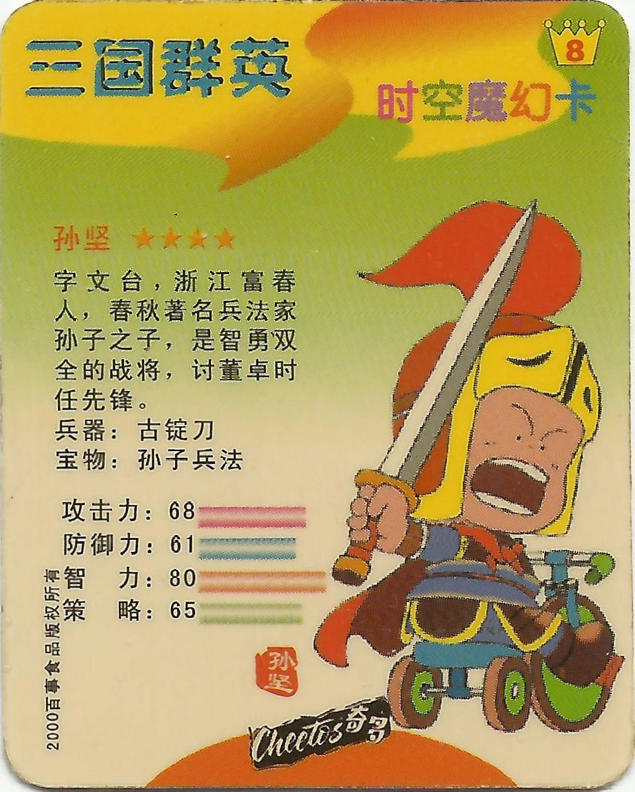 三国群英
8
时空魔幻卡
孙坚 ★★★★
字文台，浙江富春
人，春秋著名兵法家
孙子之子，是智勇双
全的战将，讨董卓时
任先锋。
兵器：古锭刀
宝物：孙子兵法
攻击力：68
防御力：61
智 力：80
策 略：65
2000百事食品版权所有
孙坚
Cheetos奇多